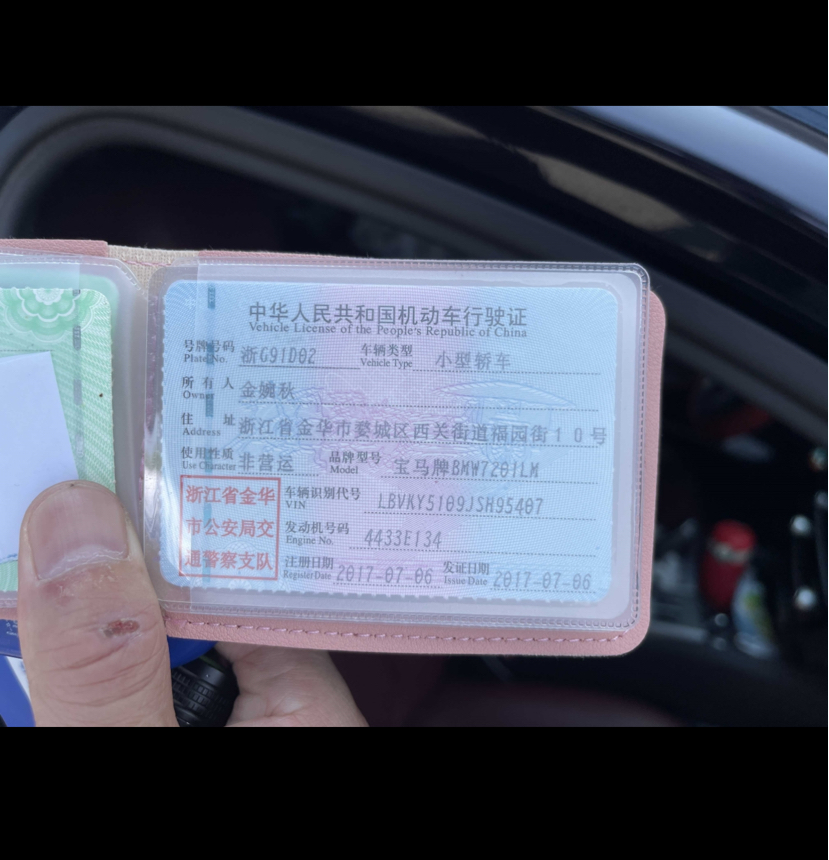 中华人民共和国机动车行驶证
Vehicle License of the People's Republic of China
号牌号码 浙G91D02 车辆类型 小型轿车
Plate No. Vehicle Type
所有人 金婉秋
Owner
住址 浙江省金华市婺城区西关街道福园街10号
Address
使用性质 非营运 品牌型号 宝马牌BMW7201LM
Use Character Model
浙江省金华
市公安局交
通警察支队
车辆识别代号 LBVKY5109JSH95407
VIN
发动机号码 4433E134
Engine No.
注册日期 2017-07-06 发证日期 2017-07-06
Register Date Issue Date